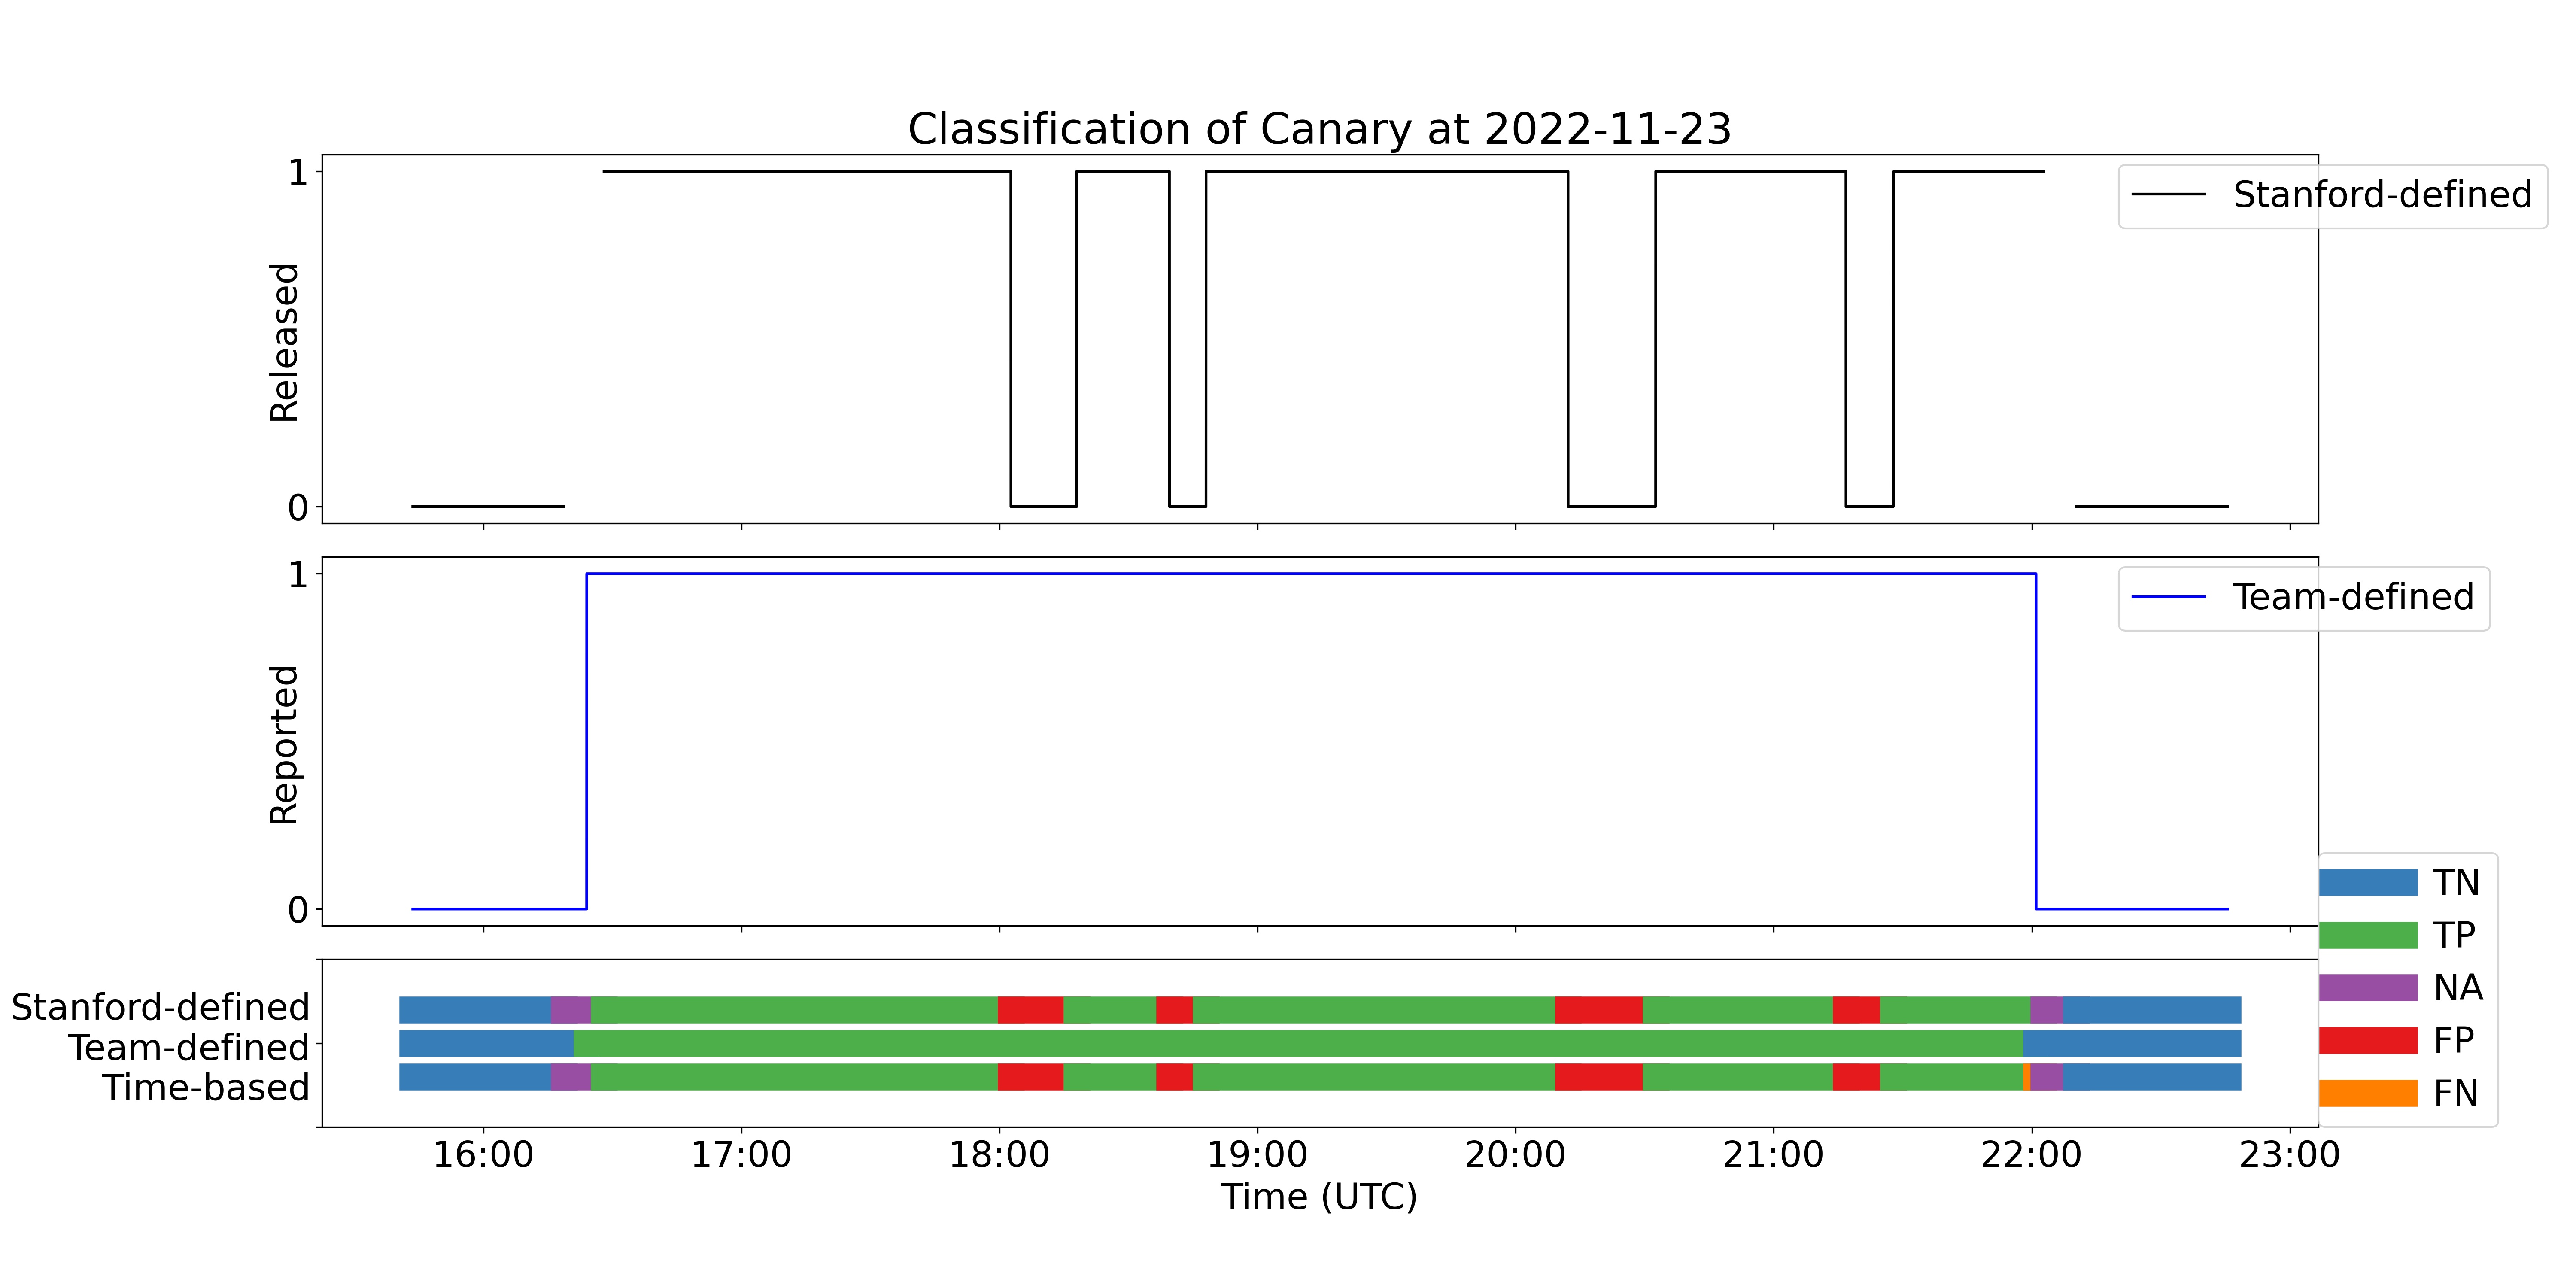 Classification of Canary at 2022-11-23
1
0
Released
Stanford-defined
1
0
Reported
Team-defined
TN
TP
NA
FP
FN
Stanford-defined
Team-defined
Time-based
16:00 17:00 18:00 19:00 20:00 21:00 22:00 23:00
Time (UTC)